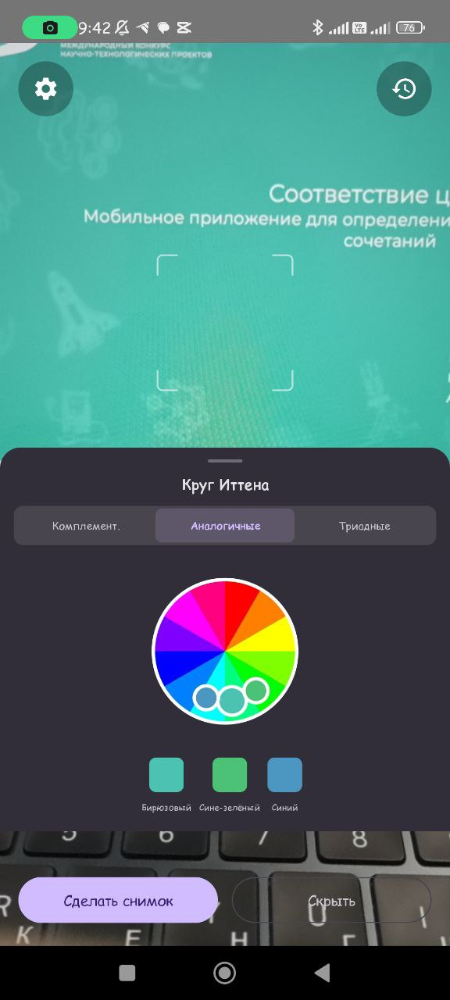 9:42
Vo LTE
76
МЕЖДУНАРОДНЫЙ КОНКУРС
НАУЧНО-ТЕХНОЛОГИЧЕСКИХ ПРОЕКТОВ
Соответствие ц
Мобильное приложение для определени
сочетаний
Круг Иттена
Комплемент.
Аналогичные
Триадные
Бирюзовый
Сине-зелёный
Синий
5 6 7 8
Сделать снимок
Скрыть
R U I
К Е Н Г